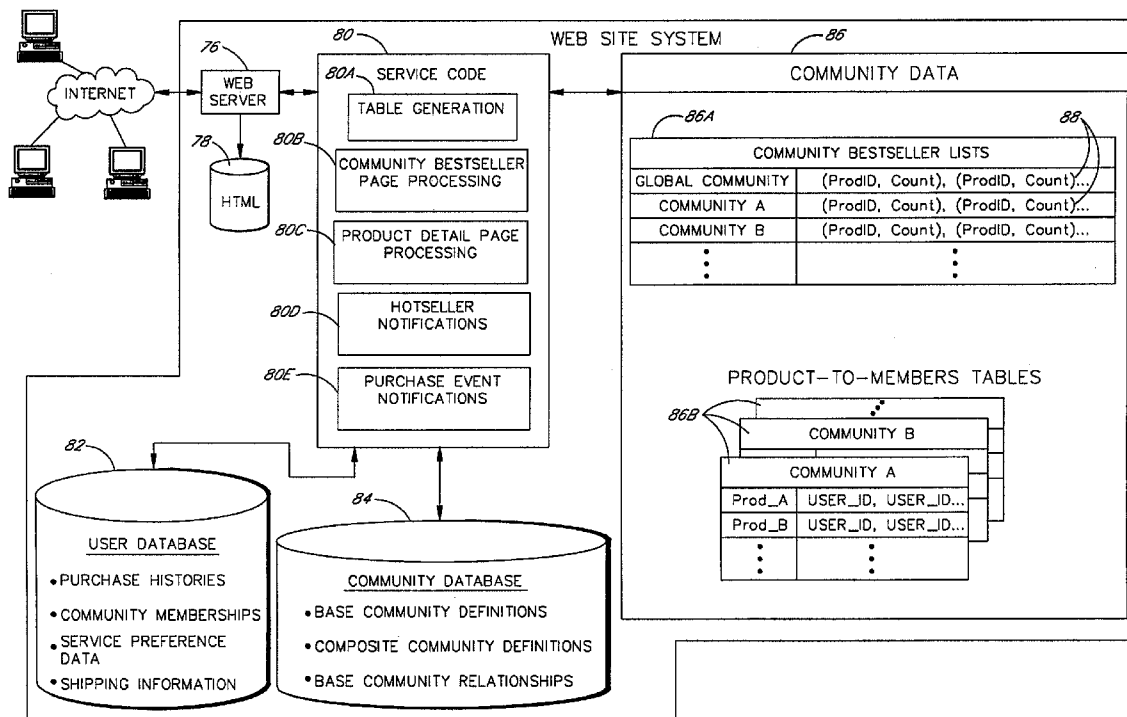 WEB SITE SYSTEM
INTERNET
76
WEB
SERVER
78
HTML
80
SERVICE CODE
80A
TABLE GENERATION
80B
COMMUNITY BESTSELLER
PAGE PROCESSING
80C
PRODUCT DETAIL PAGE
PROCESSING
80D
HOTSELLER
NOTIFICATIONS
80E
PURCHASE EVENT
NOTIFICATIONS
86
COMMUNITY DATA
86A
88
COMMUNITY BESTSELLER LISTS
GLOBAL COMMUNITY (ProdID, Count), (ProdID, Count)...
COMMUNITY A (ProdID, Count), (ProdID, Count)...
COMMUNITY B (ProdID, Count), (ProdID, Count)...
PRODUCT-TO-MEMBERS TABLES
86B
COMMUNITY B
COMMUNITY A
Prod_A USER_ID, USER_ID...
Prod_B USER_ID, USER_ID...
82
USER DATABASE
• PURCHASE HISTORIES
• COMMUNITY MEMBERSHIPS
• SERVICE PREFERENCE
DATA
• SHIPPING INFORMATION
84
COMMUNITY DATABASE
• BASE COMMUNITY DEFINITIONS
• COMPOSITE COMMUNITY DEFINITIONS
• BASE COMMUNITY RELATIONSHIPS